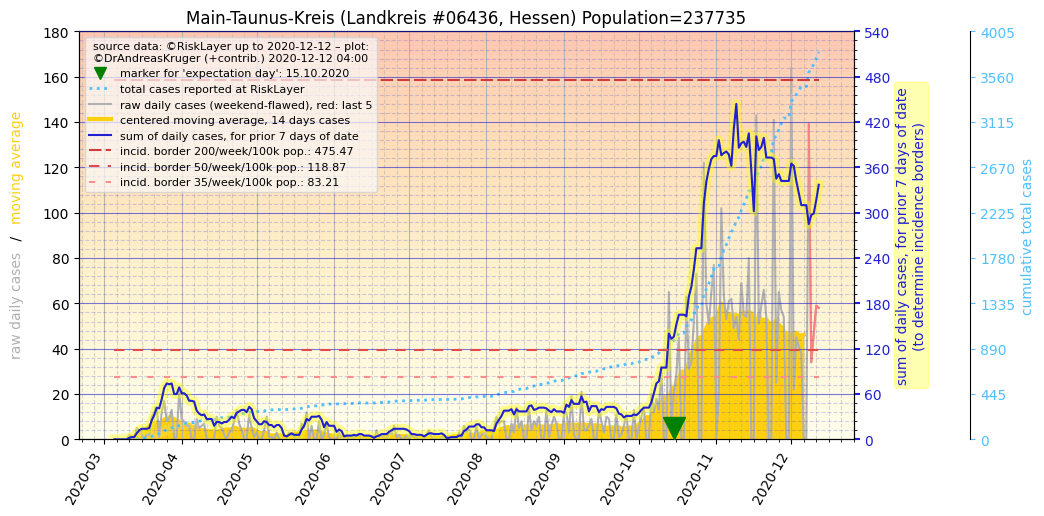 Main-Taunus-Kreis (Landkreis #06436, Hessen) Population=237735
source data: ©RiskLayer up to 2020-12-12 – plot:
©DrAndreasKruger (+contrib.) 2020-12-12 04:00
marker for 'expectation day': 15.10.2020
total cases reported at RiskLayer
raw daily cases (weekend-flawed), red: last 5
centered moving average, 14 days cases
sum of daily cases, for prior 7 days of date
incid. border 200/week/100k pop.: 475.47
incid. border 50/week/100k pop.: 118.87
incid. border 35/week/100k pop.: 83.21
raw daily cases / moving average
180
160
140
120
100
80
60
40
20
0
540
480
420
360
300
240
180
120
60
0
sum of daily cases, for prior 7 days of date
(to determine incidence borders)
4005
3560
3115
2670
2225
1780
1335
890
445
0
cumulative total cases
2020-03
2020-04
2020-05
2020-06
2020-07
2020-08
2020-09
2020-10
2020-11
2020-12